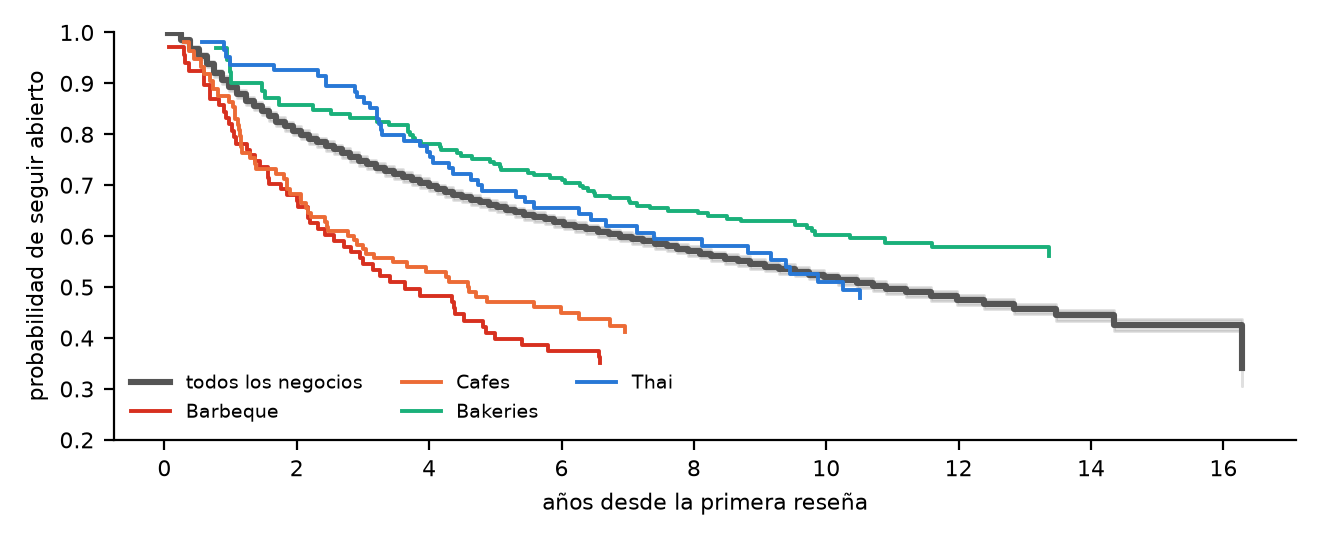 probabilidad de seguir abierto
1.0
0.9
0.8
0.7
0.6
0.5
0.4
0.3
0.2
todos los negocios
Barbeque
Cafes
Bakeries
Thai
0 2 4 6 8 10 12 14 16
años desde la primera reseña